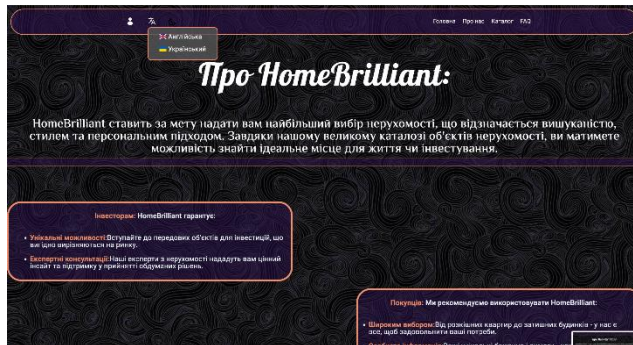 Головна Про нас Каталог FAQ
Англійська
Український
Про HomeBrilliant:
HomeBrilliant ставить за мету надати вам найбільший вибір нерухомості, що відзначається вишуканістю,
стилем та персональним підходом. Завдяки нашому великому каталозі об'єктів нерухомості, ви матимете
можливість знайти ідеальне місце для життя чи інвестування.
Інвесторам: HomeBrilliant гарантує:
• Унікальні можливості:Вступайте до передових об'єктів для інвестицій, що
вигідно вирізняються на ринку.
• Експертні консультації:Наші експерти з нерухомості нададуть вам цінний
інсайт та підтримку у прийнятті обдуманих рішень.
Покупців: Ми рекомендуємо використовувати HomeBrilliant:
• Широким вибором:Від розкішних квартир до затишних будинків - у нас є
все, щоб задовольнити ваші потреби.